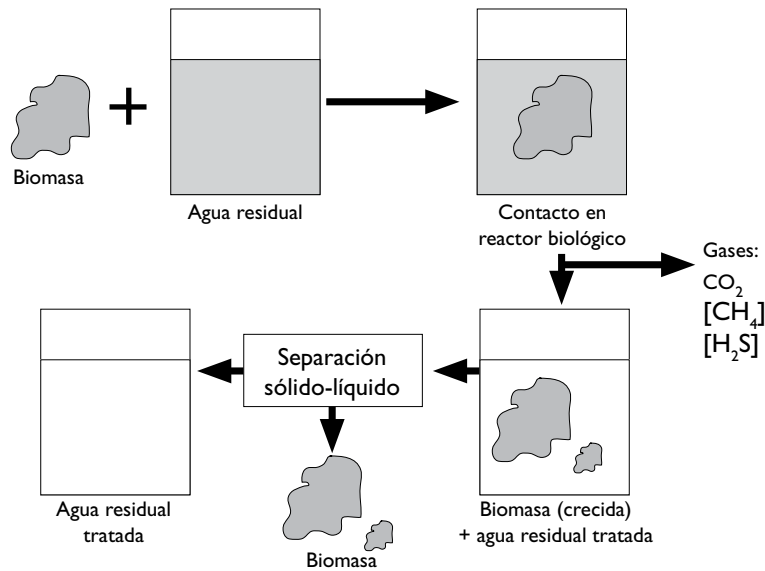 Biomasa
Agua residual
Contacto en
reactor biológico
Gases:
CO₂
[CH₄]
[H₂S]
Separación
sólido-líquido
Agua residual
tratada
Biomasa
Biomasa (crecida)
+ agua residual tratada